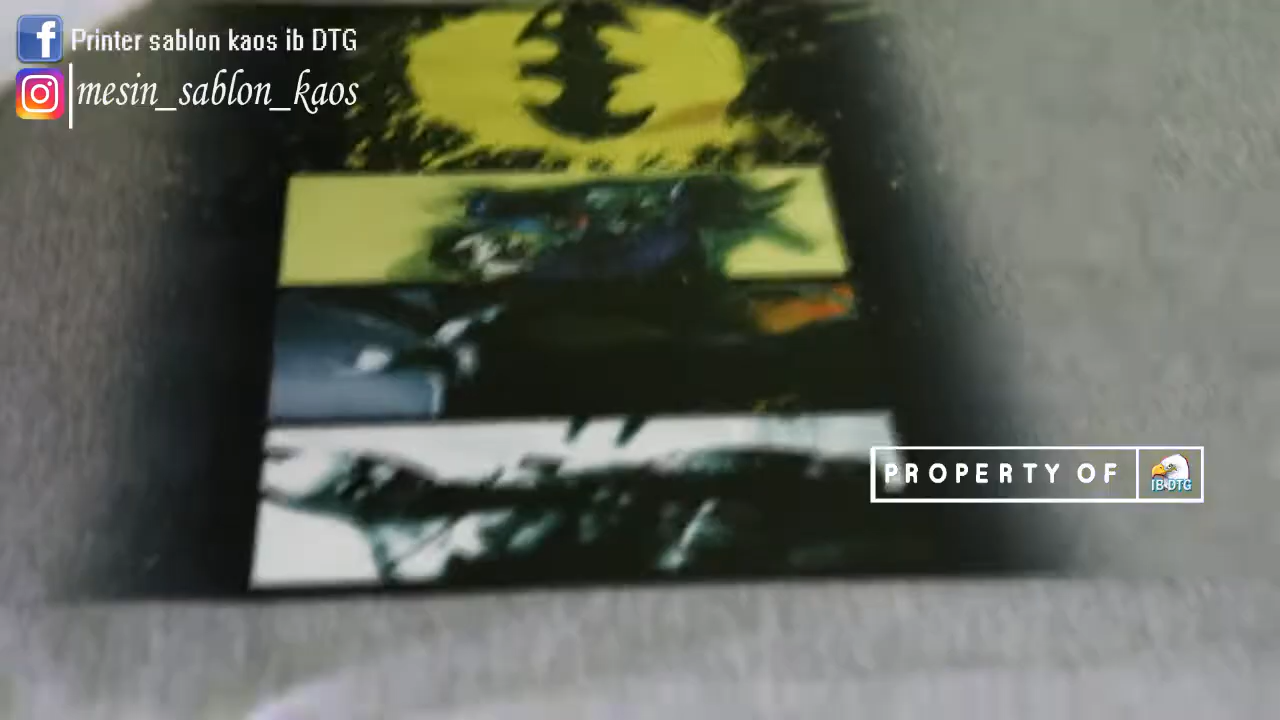 Printer sablon kaos ib DTG
mesin_sablon_kaos
PROPERTY OF
IB DTG